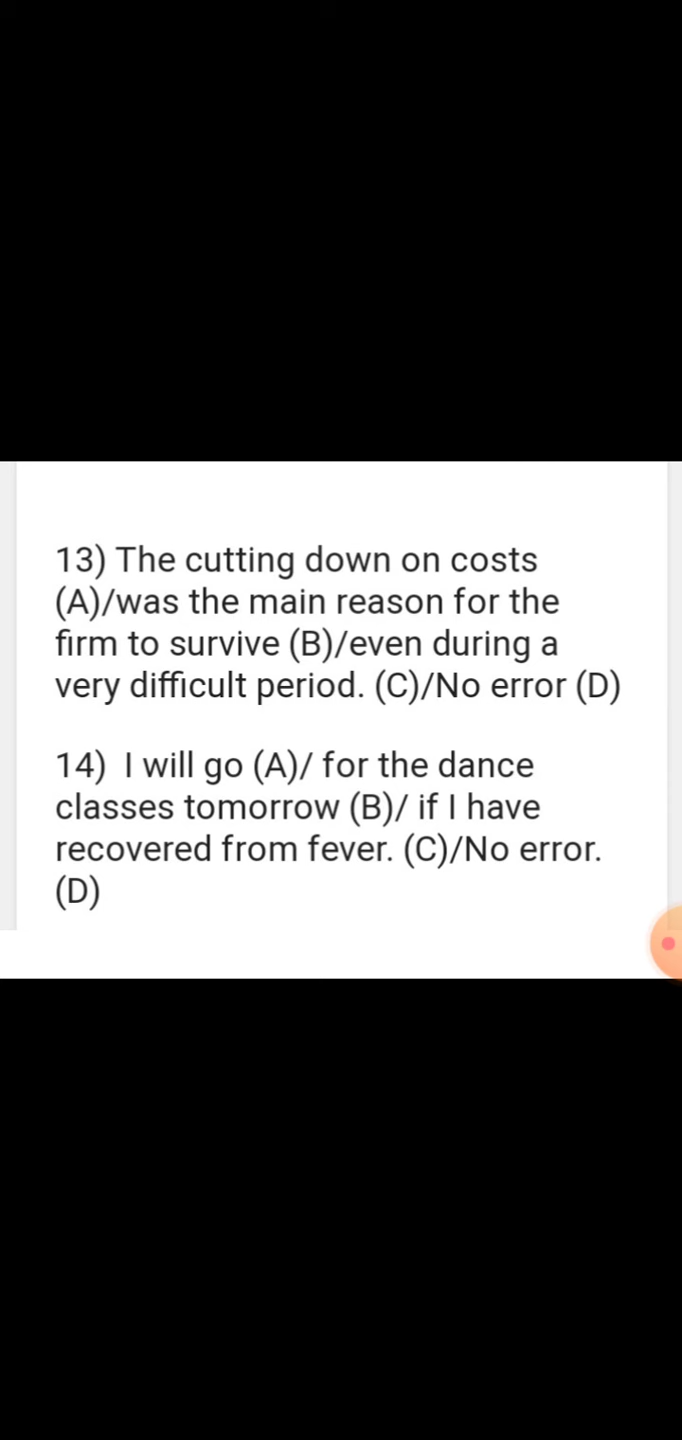 13) The cutting down on costs
(A)/was the main reason for the
firm to survive (B)/even during a
very difficult period. (C)/No error (D)
14) I will go (A)/ for the dance
classes tomorrow (B)/ if I have
recovered from fever. (C)/No error.
(D)